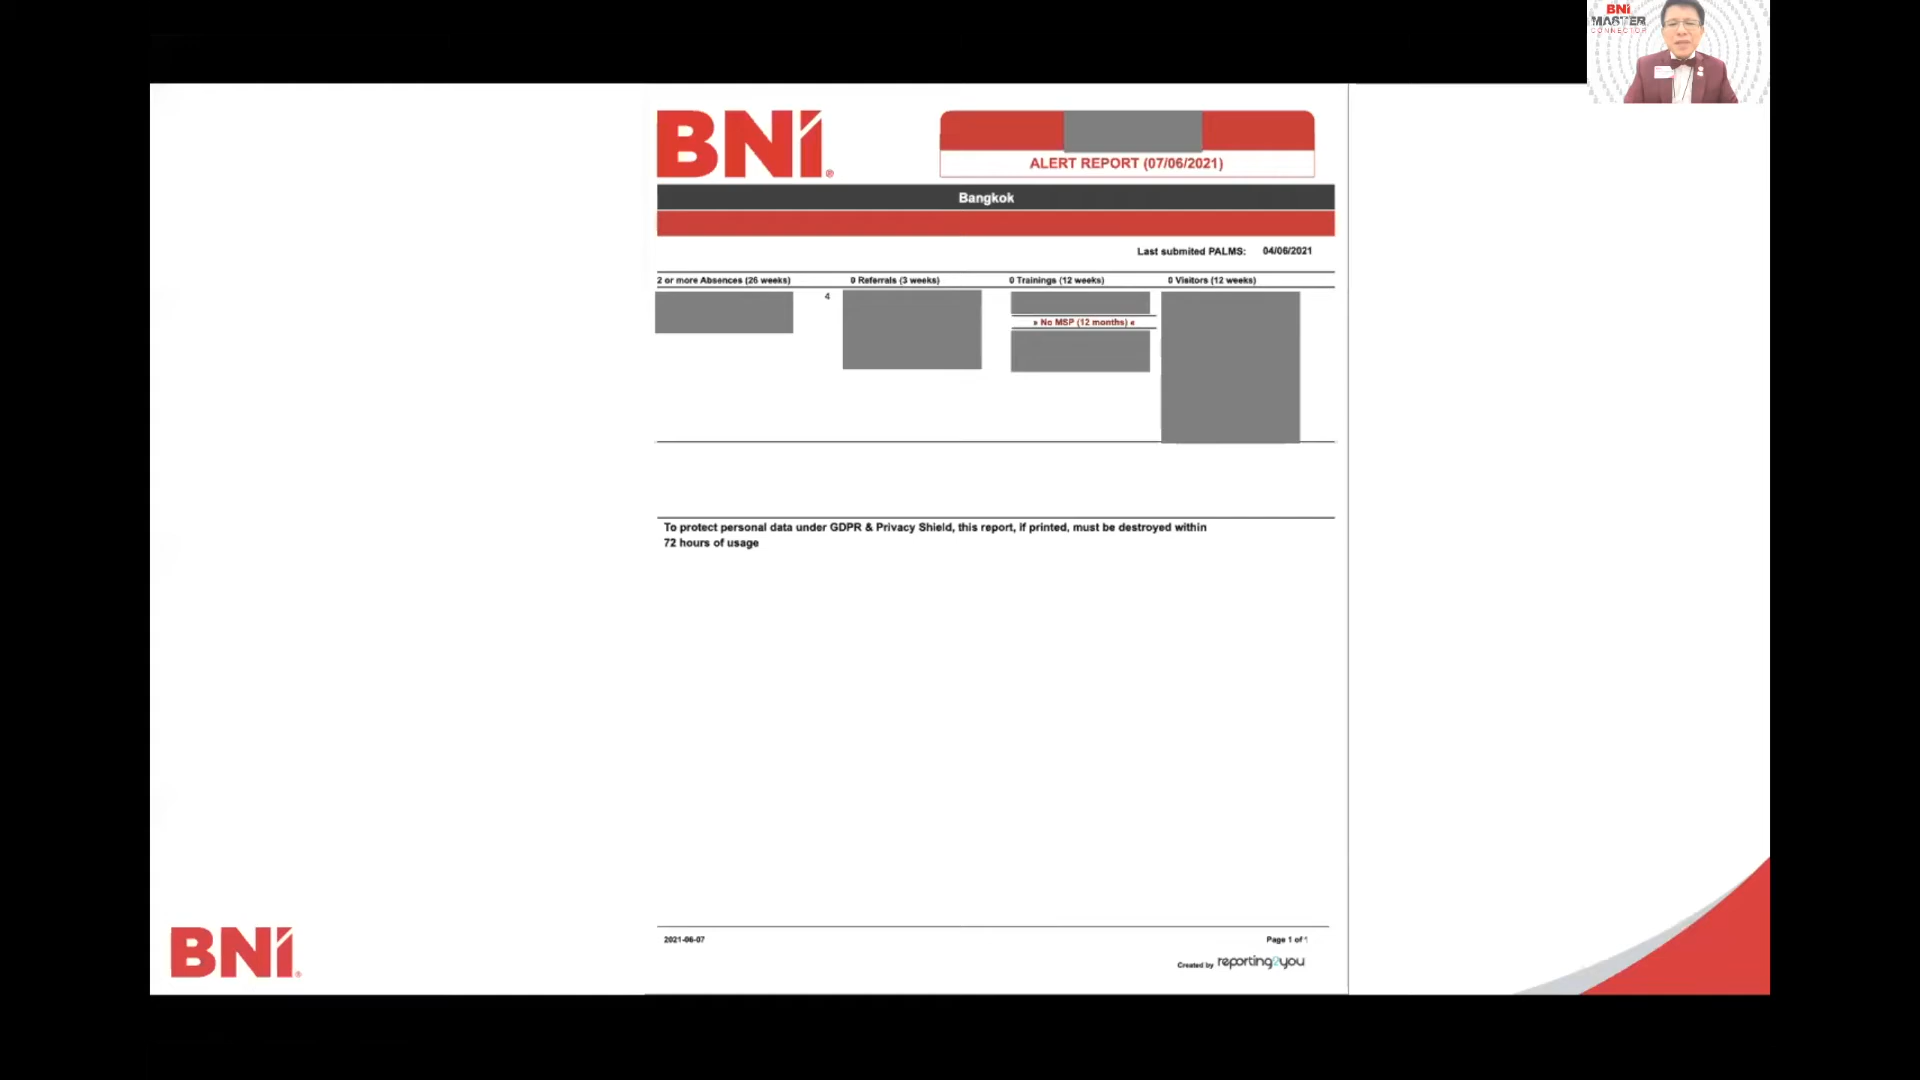 BNI
MASTER
CONNECTOR
BNI®
ALERT REPORT (07/06/2021)
Bangkok
Last submited PALMS: 04/06/2021
2 or more Absences (26 weeks) 0 Referrals (3 weeks) 0 Trainings (12 weeks) 0 Visitors (12 weeks)
4
» No MSP (12 months) «
To protect personal data under GDPR & Privacy Shield, this report, if printed, must be destroyed within
72 hours of usage
2021-06-07 Page 1 of 1
Created by reporting2you
BNI®